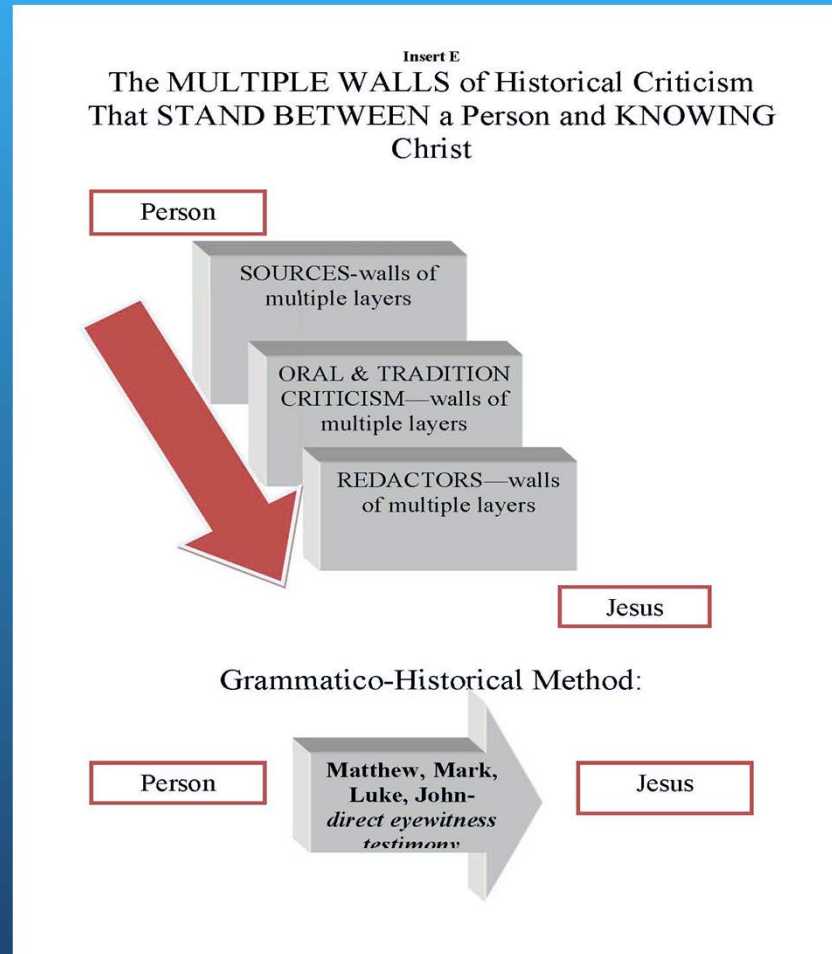 Insert E
The MULTIPLE WALLS of Historical Criticism
That STAND BETWEEN a Person and KNOWING
Christ
Person
SOURCES-walls of
multiple layers
ORAL & TRADITION
CRITICISM—walls of
multiple layers
REDACTORS—walls
of multiple layers
Jesus
Grammatico-Historical Method:
Person
Matthew, Mark,
Luke, John-
direct eyewitness
testimony
Jesus